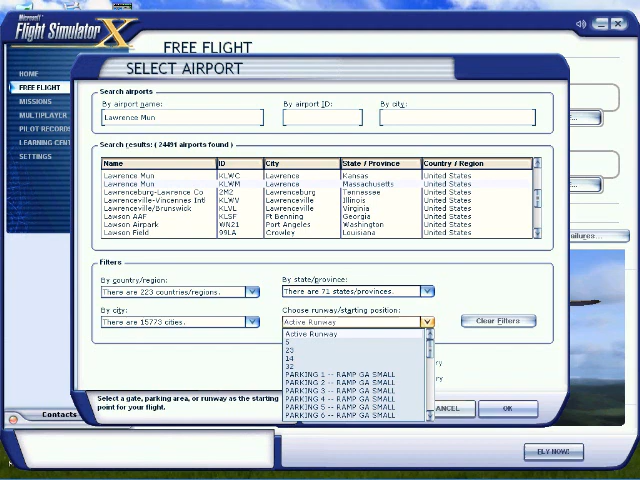 Microsoft
Flight Simulator X
FREE FLIGHT
SELECT AIRPORT
HOME
FREE FLIGHT
MISSIONS
MULTIPLAYER
PILOT RECORDS
LEARNING CENT
SETTINGS
Search airports
By airport name: By airport ID: By city:
Lawrence Mun
Search results: ( 24491 airports found )
Name ID City State / Province Country / Region
Lawrence Mun KLWC Lawrence Kansas United States
Lawrence Mun KLWM Lawrence Massachusetts United States
Lawrenceburg-Lawrence Co 2M2 Lawrenceburg Tennessee United States
Lawrenceville-Vincennes Intl KLWV Lawrenceville Illinois United States
Lawrenceville/Brunswick KLVL Lawrenceville Virginia United States
Lawson AAF KLSF Ft Benning Georgia United States
Lawson Airpark WN21 Port Angeles Washington United States
Lawson Field 99LA Crowley Louisiana United States
ailures...
Filters
By country/region: By state/province:
There are 223 countries/regions. There are 71 states/provinces.
By city: Choose runway/starting position:
There are 15773 cities. Active Runway Clear Filters
Active Runway
5
23
14
32
PARKING 1 -- RAMP GA SMALL
PARKING 2 -- RAMP GA SMALL
PARKING 3 -- RAMP GA SMALL
PARKING 4 -- RAMP GA SMALL
PARKING 5 -- RAMP GA SMALL
PARKING 6 -- RAMP GA SMALL
ry
ry
Select a gate, parking area, or runway as the starting
point for your flight.
ANCEL OK
Contacts
FLY NOW!